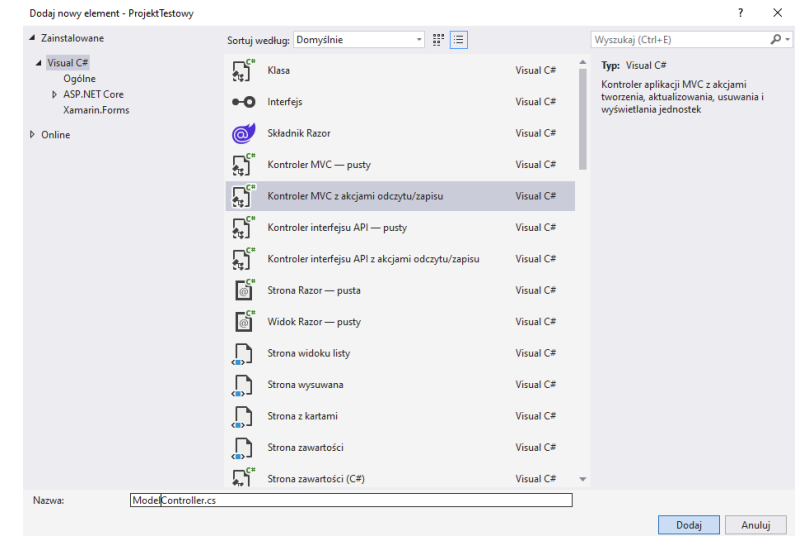 Dodaj nowy element - ProjektTestowy
?
Zainstalowane
Visual C#
Ogólne
ASP.NET Core
Xamarin.Forms
Online
Sortuj według: Domyślnie
Klasa Visual C#
Interfejs Visual C#
Składnik Razor Visual C#
Kontroler MVC — pusty Visual C#
Kontroler MVC z akcjami odczytu/zapisu Visual C#
Kontroler interfejsu API — pusty Visual C#
Kontroler interfejsu API z akcjami odczytu/zapisu Visual C#
Strona Razor — pusta Visual C#
Widok Razor — pusty Visual C#
Strona widoku listy Visual C#
Strona wysuwana Visual C#
Strona z kartami Visual C#
Strona zawartości Visual C#
Strona zawartości (C#) Visual C#
Wyszukaj (Ctrl+E)
Typ: Visual C#
Kontroler aplikacji MVC z akcjami
tworzenia, aktualizowania, usuwania i
wyświetlania jednostek
Nazwa: ModelController.cs
Dodaj Anuluj